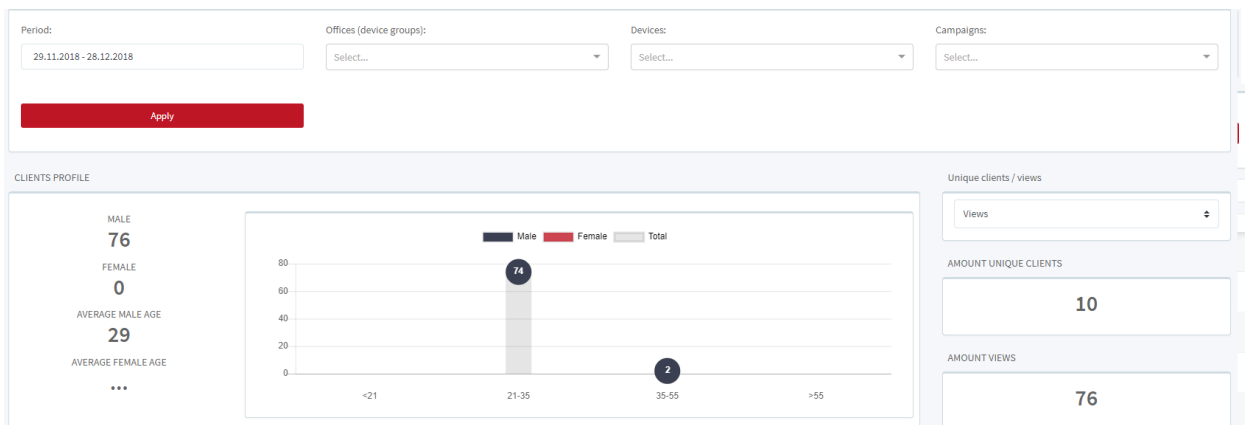 Period:
Offices (device groups):
Devices:
Campaigns:
29.11.2018 - 28.12.2018
Select...
Select...
Select...
Apply
CLIENTS PROFILE
MALE
76
FEMALE
0
AVERAGE MALE AGE
29
AVERAGE FEMALE AGE
•••
Male Female Total
80
60
40
20
0
74
2
<21 21-35 35-55 >55
Unique clients / views
Views
AMOUNT UNIQUE CLIENTS
10
AMOUNT VIEWS
76